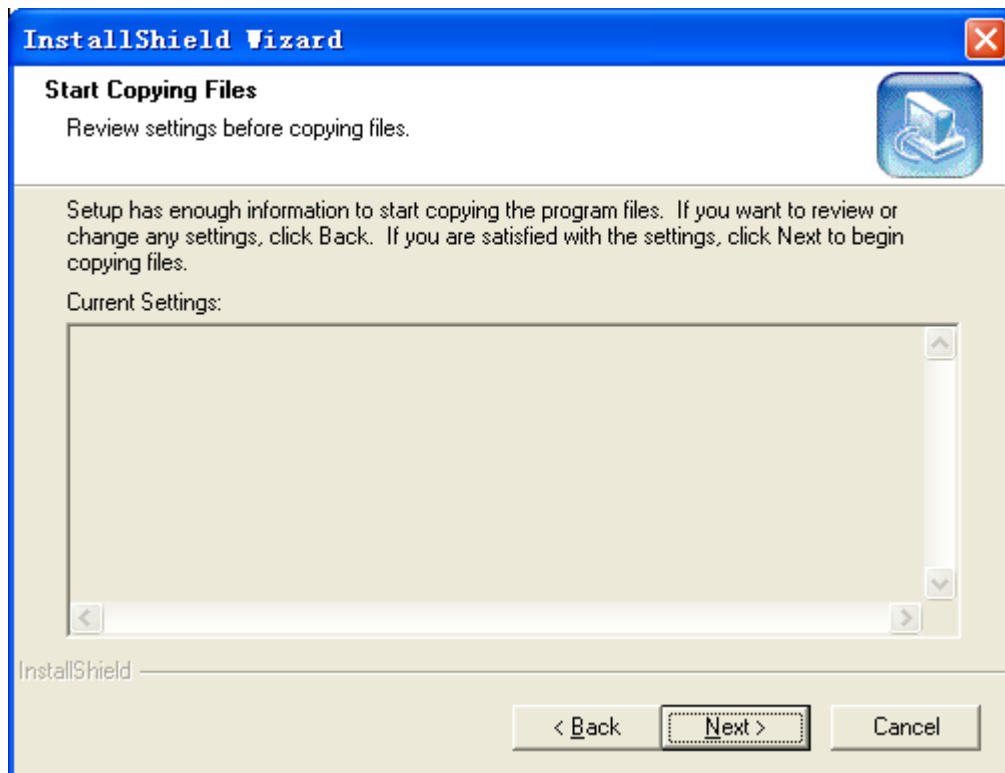 InstallShield Wizard
Start Copying Files
Review settings before copying files.
Setup has enough information to start copying the program files. If you want to review or
change any settings, click Back. If you are satisfied with the settings, click Next to begin
copying files.
Current Settings:
InstallShield
< Back
Next >
Cancel